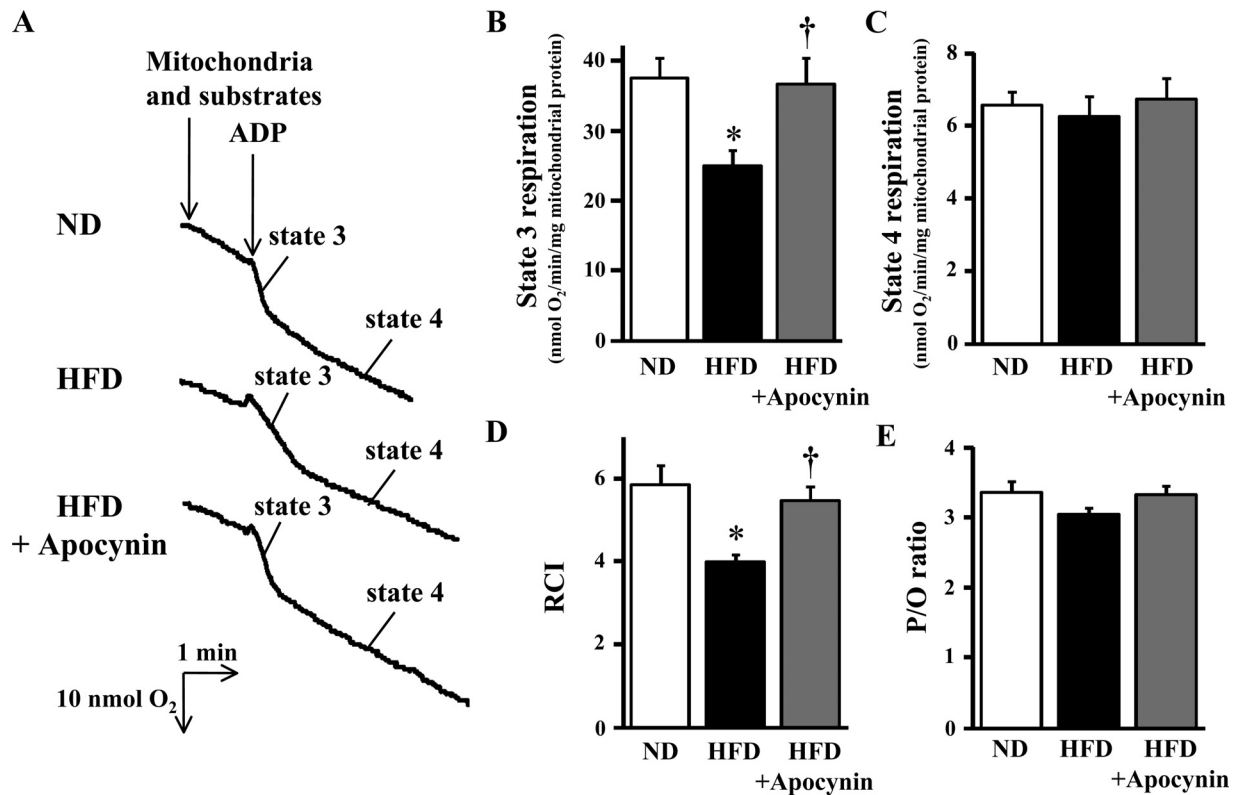 A
Mitochondria
and substrates
ADP
ND
state 3
state 4
HFD
state 3
state 4
HFD
+ Apocynin
state 3
state 4
1 min
10 nmol O₂
B
State 3 respiration
(nmol O₂/min/mg mitochondrial protein)
40
30
20
10
0
*
†
ND
HFD
HFD
+Apocynin
C
State 4 respiration
(nmol O₂/min/mg mitochondrial protein)
8
6
4
2
0
ND
HFD
HFD
+Apocynin
D
RCI
6
4
2
0
*
†
ND
HFD
HFD
+Apocynin
E
P/O ratio
4
3
2
1
0
ND
HFD
HFD
+Apocynin